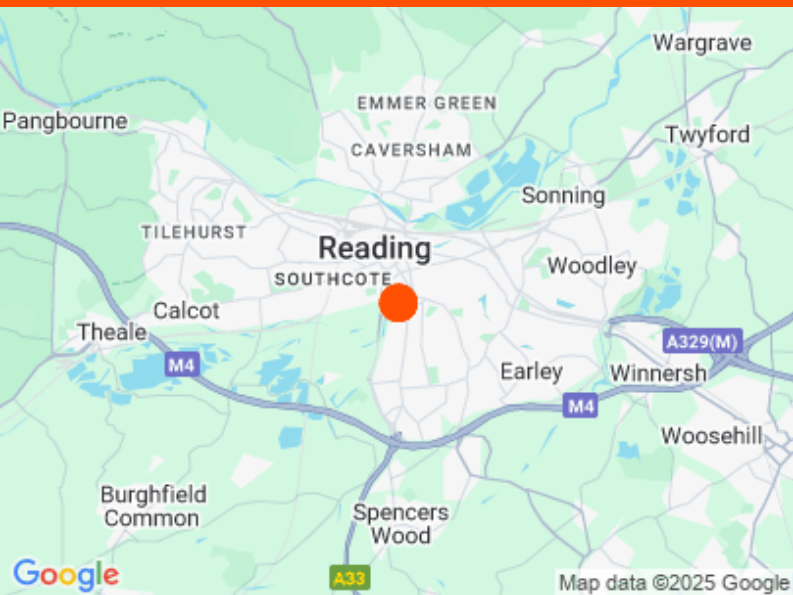 Wargrave
EMMER GREEN
Pangbourne
Twyford
CAVERSHAM
Sonning
TILEHURST
Reading
Woodley
SOUTHCOTE
Calcot
Theale
A329(M)
M4
Earley
Winnersh
M4
Woosehill
Burghfield
Common
Spencers
Wood
Google
A33
Map data ©2025 Google